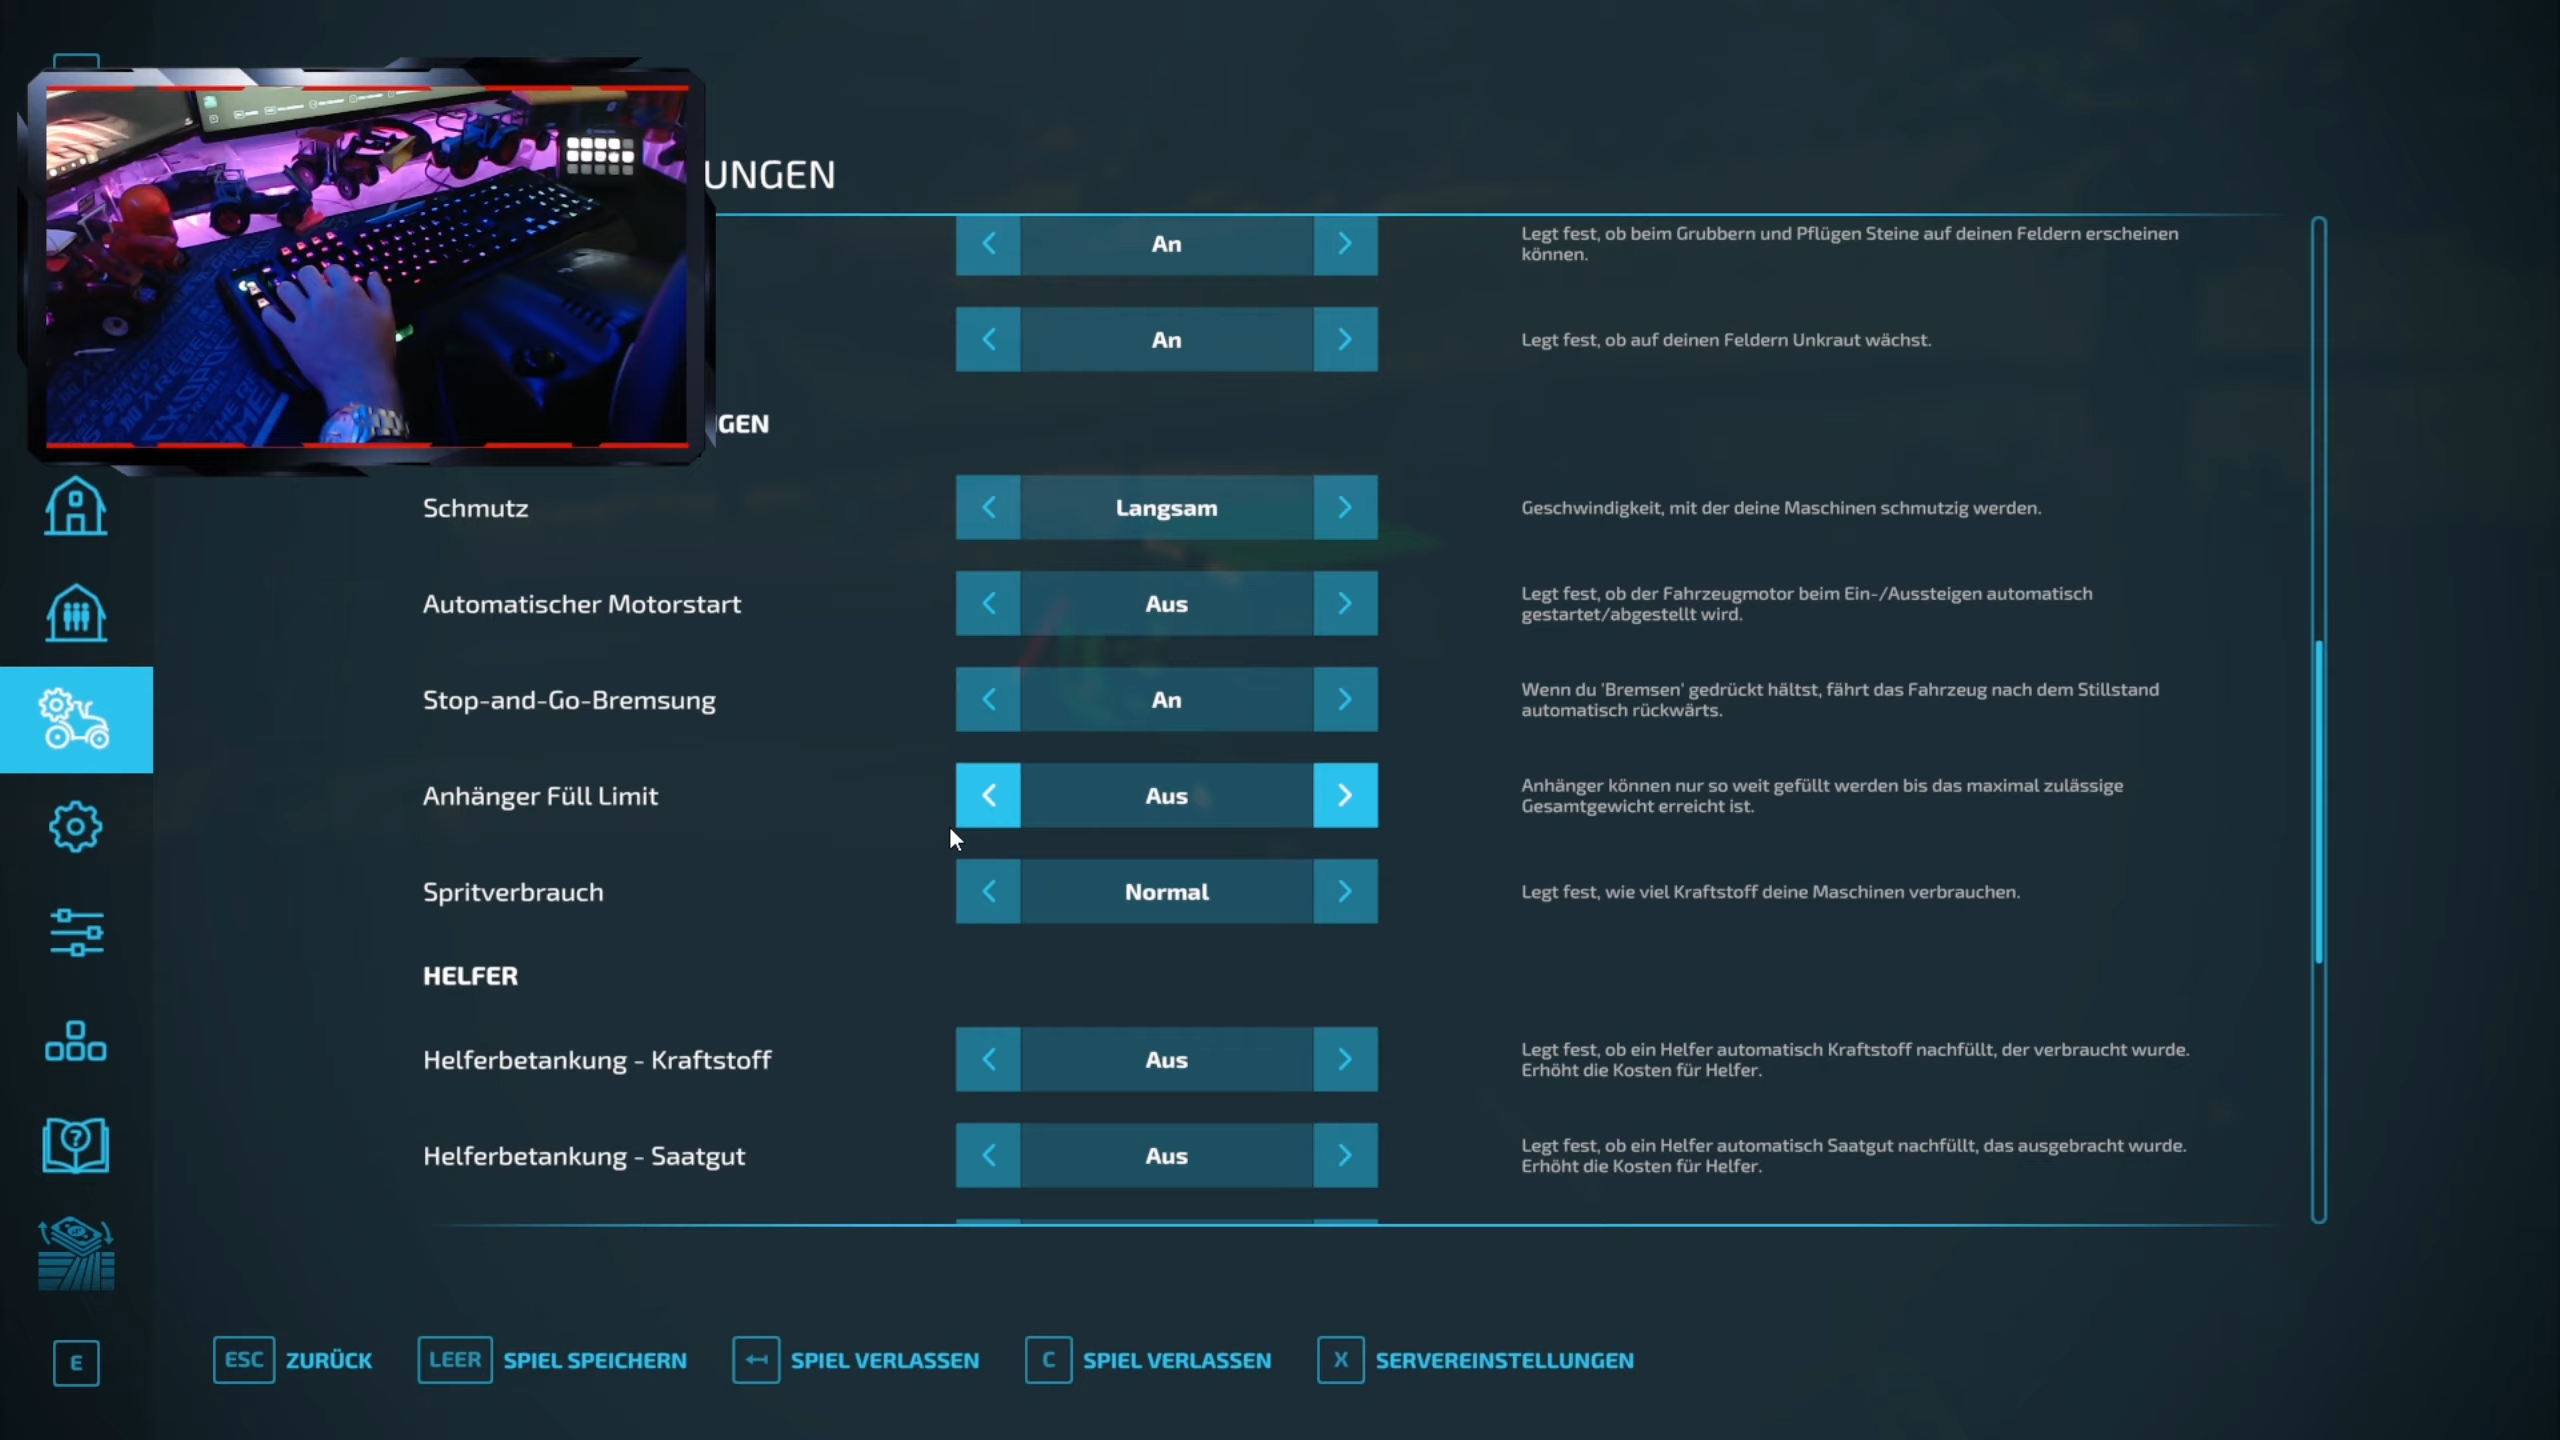 UNGEN
An
Legt fest, ob beim Grubbern und Pflügen Steine auf deinen Feldern erscheinen
können.
An
Legt fest, ob auf deinen Feldern Unkraut wächst.
GEN
Schmutz
Langsam
Geschwindigkeit, mit der deine Maschinen schmutzig werden.
Automatischer Motorstart
Aus
Legt fest, ob der Fahrzeugmotor beim Ein-/Aussteigen automatisch
gestartet/abgestellt wird.
Stop-and-Go-Bremsung
An
Wenn du 'Bremsen' gedrückt hältst, fährt das Fahrzeug nach dem Stillstand
automatisch rückwärts.
Anhänger Füll Limit
Aus
Anhänger können nur so weit gefüllt werden bis das maximal zulässige
Gesamtgewicht erreicht ist.
Spritverbrauch
Normal
Legt fest, wie viel Kraftstoff deine Maschinen verbrauchen.
HELFER
Helferbetankung - Kraftstoff
Aus
Legt fest, ob ein Helfer automatisch Kraftstoff nachfüllt, der verbraucht wurde.
Erhöht die Kosten für Helfer.
Helferbetankung - Saatgut
Aus
Legt fest, ob ein Helfer automatisch Saatgut nachfüllt, das ausgebracht wurde.
Erhöht die Kosten für Helfer.
E
ESC ZURÜCK
LEER SPIEL SPEICHERN
SPIEL VERLASSEN
C SPIEL VERLASSEN
X SERVEREINSTELLUNGEN